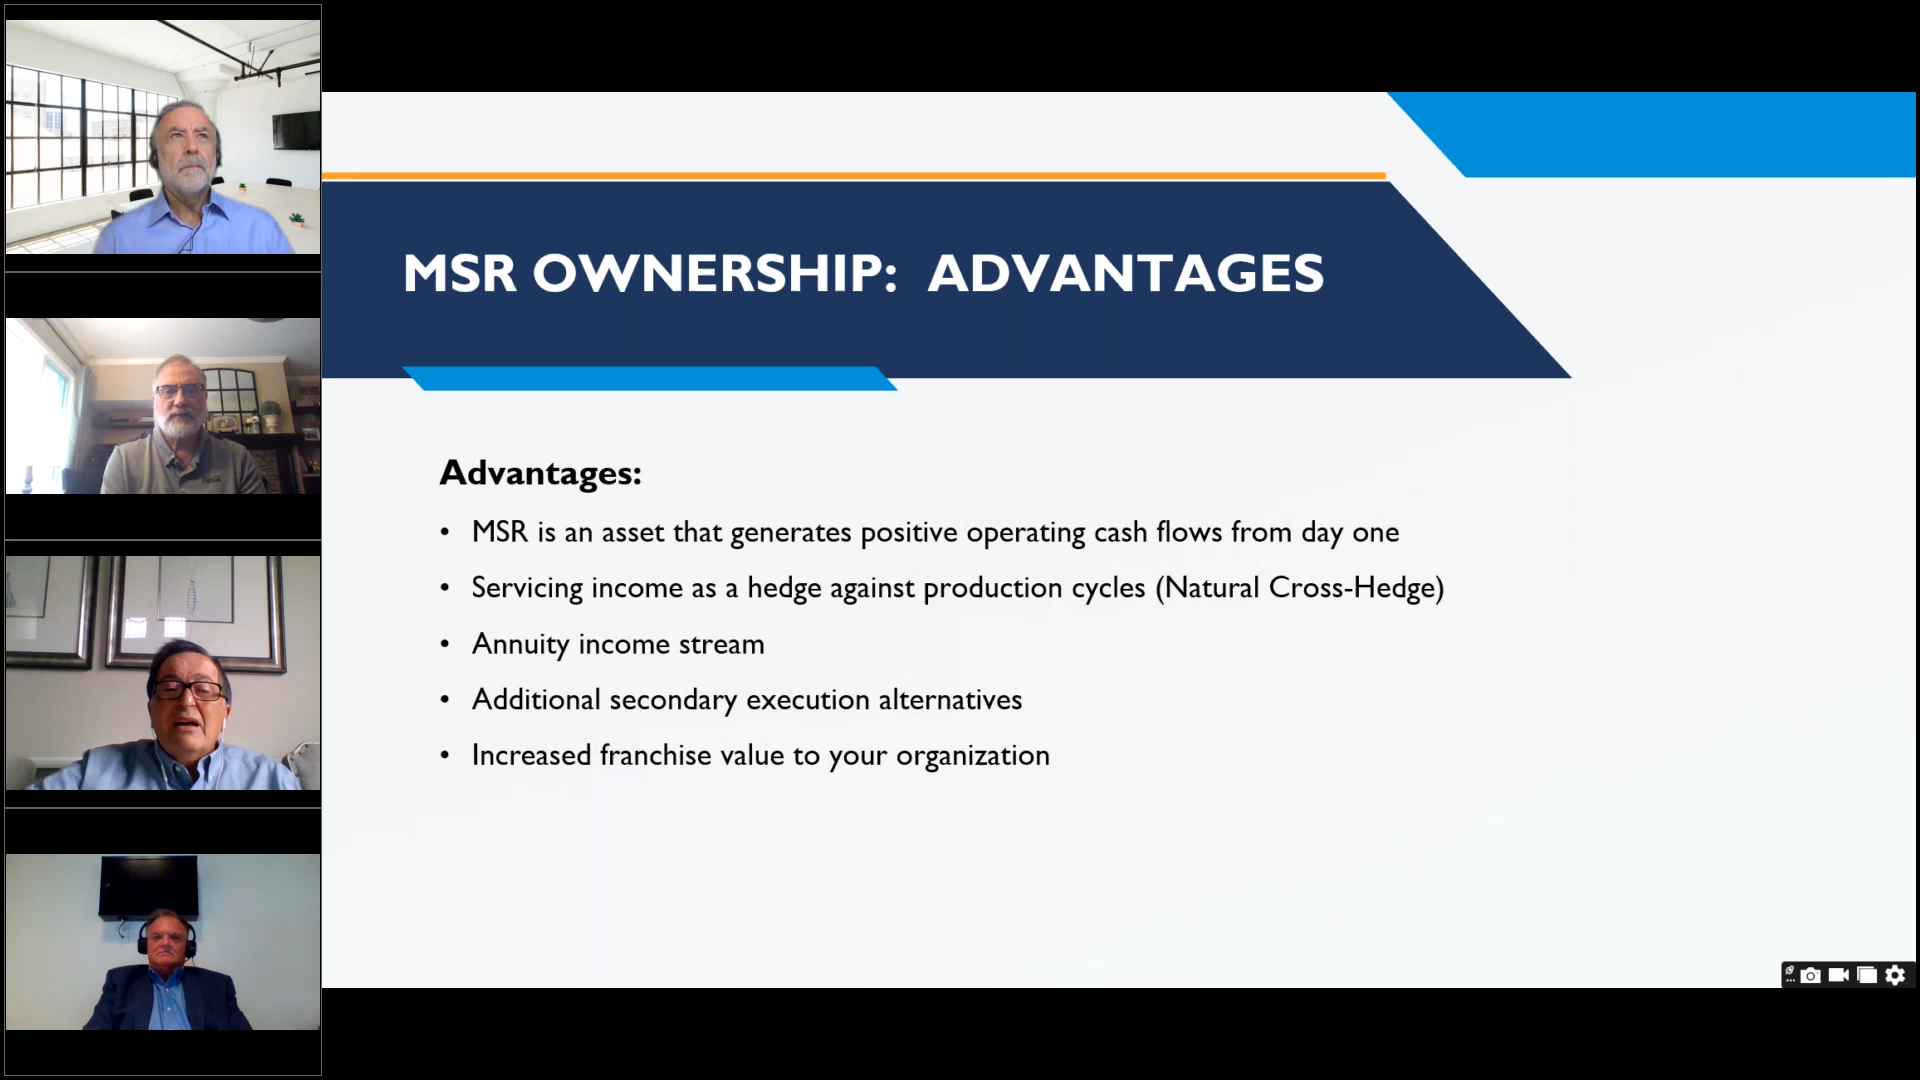 MSR OWNERSHIP:  ADVANTAGES
Advantages:
• MSR is an asset that generates positive operating cash flows from day one
• Servicing income as a hedge against production cycles (Natural Cross-Hedge)
• Annuity income stream
• Additional secondary execution alternatives
• Increased franchise value to your organization